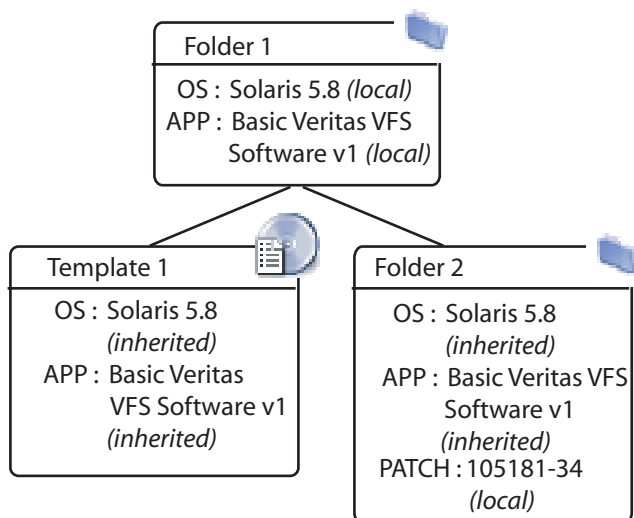 Folder 1
OS : Solaris 5.8 (local)
APP : Basic Veritas VFS
Software v1 (local)
Template 1
OS : Solaris 5.8
(inherited)
APP : Basic Veritas
VFS Software v1
(inherited)
Folder 2
OS : Solaris 5.8
(inherited)
APP : Basic Veritas VFS
Software v1
(inherited)
PATCH : 105181-34
(local)